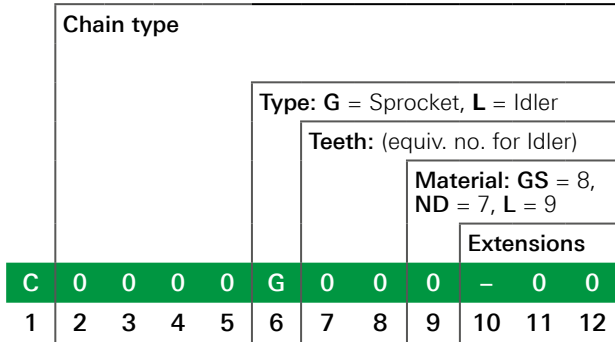 Chain type
Type: G = Sprocket, L = Idler
Teeth: (equiv. no. for Idler)
Material: GS = 8,
ND = 7, L = 9
Extensions
C 0 0 0 0 G 0 0 0 – 0 0
1 2 3 4 5 6 7 8 9 10 11 12